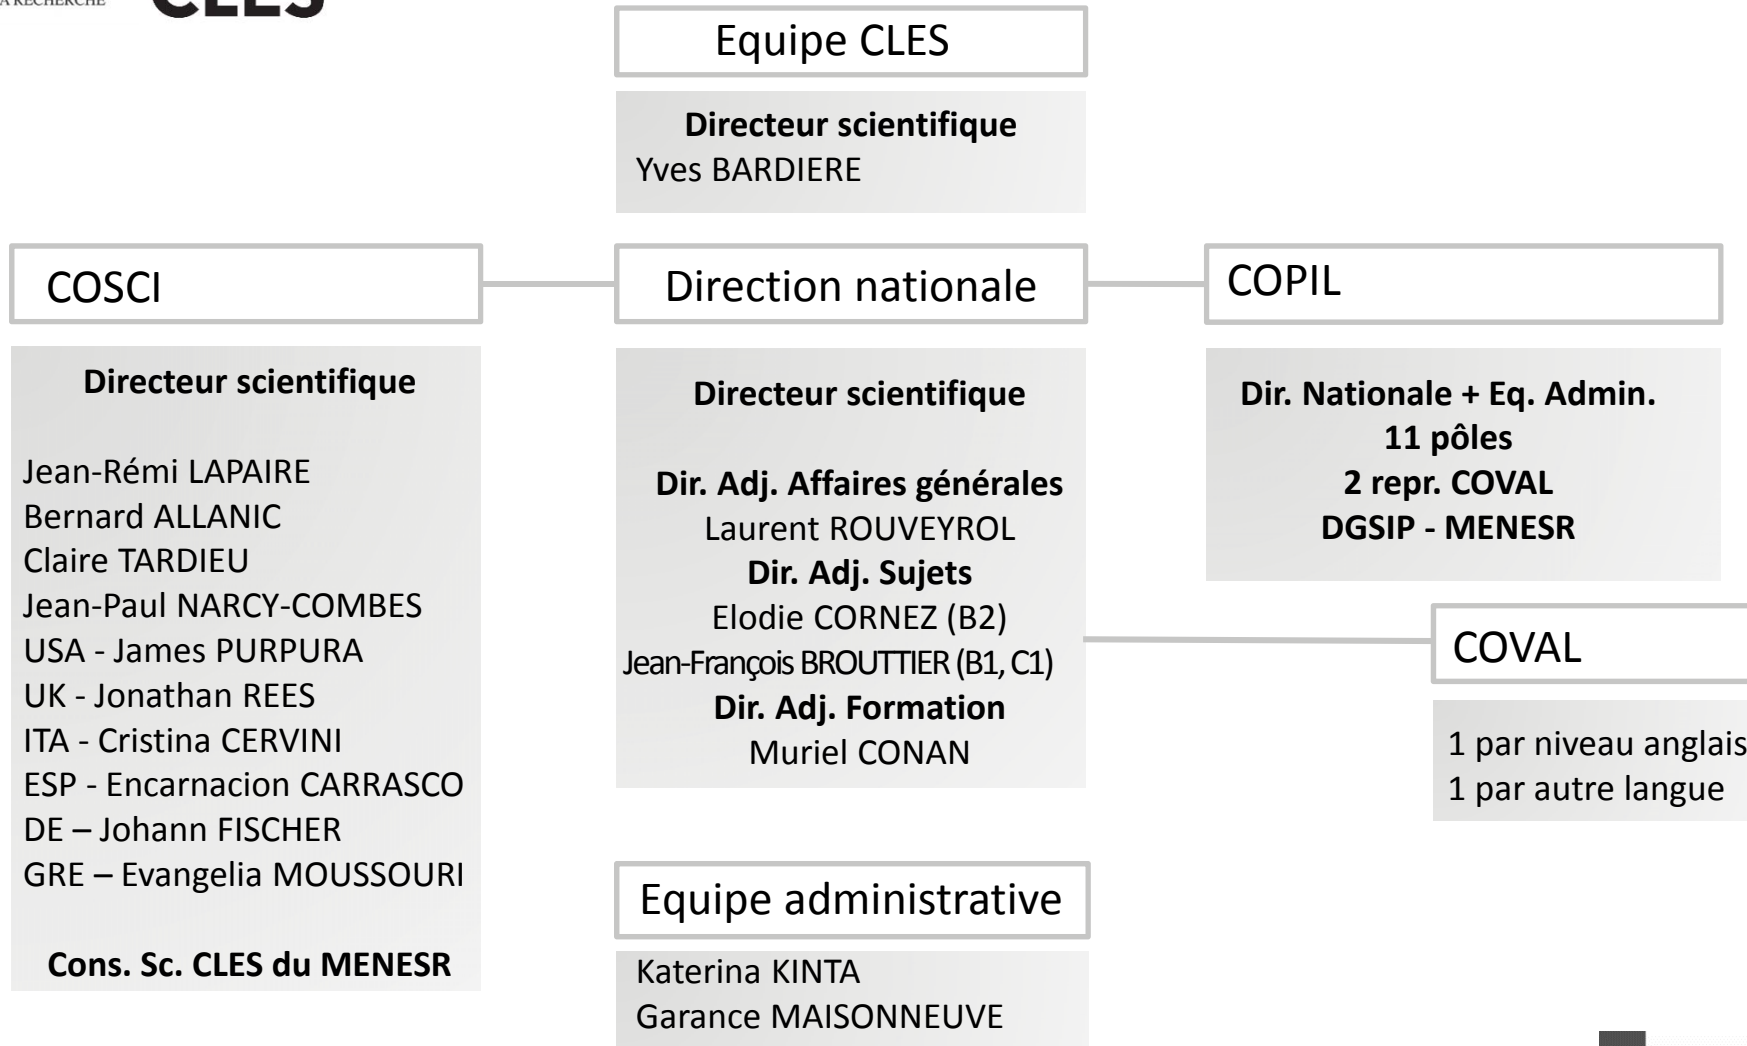 A RECHERCHE
CLES
Equipe CLES
Directeur scientifique
Yves BARDIERE
COSCI
Directeur scientifique
Jean-Rémi LAPAIRE
Bernard ALLANIC
Claire TARDIEU
Jean-Paul NARCY-COMBES
USA - James PURPURA
UK - Jonathan REES
ITA - Cristina CERVINI
ESP - Encarnacion CARRASCO
DE – Johann FISCHER
GRE – Evangelia MOUSSOURI
Cons. Sc. CLES du MENESR
Direction nationale
Directeur scientifique
Dir. Adj. Affaires générales
Laurent ROUVEYROL
Dir. Adj. Sujets
Elodie CORNEZ (B2)
Jean-François BROUTTIER (B1, C1)
Dir. Adj. Formation
Muriel CONAN
COPIL
Dir. Nationale + Eq. Admin.
11 pôles
2 repr. COVAL
DGSIP - MENESR
COVAL
1 par niveau anglais
1 par autre langue
Equipe administrative
Katerina KINTA
Garance MAISONNEUVE